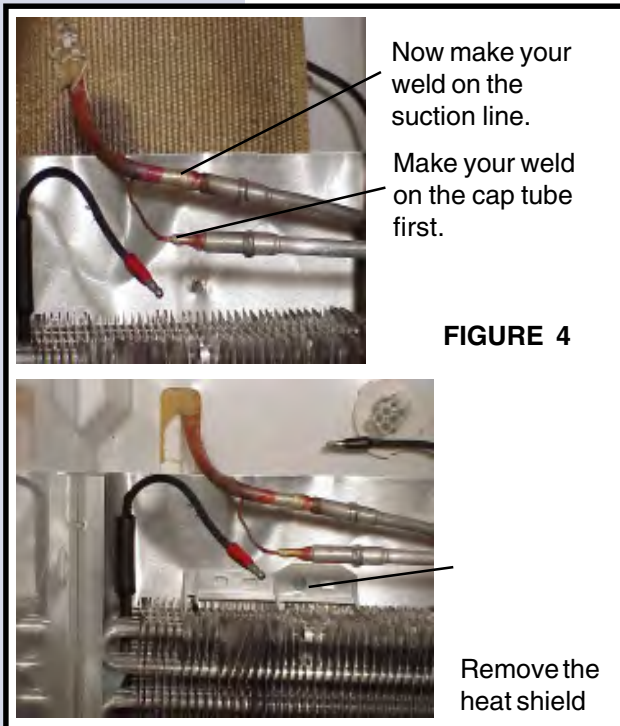 Now make your
weld on the
suction line.
Make your weld
on the cap tube
first.
FIGURE 4
Remove the
heat shield